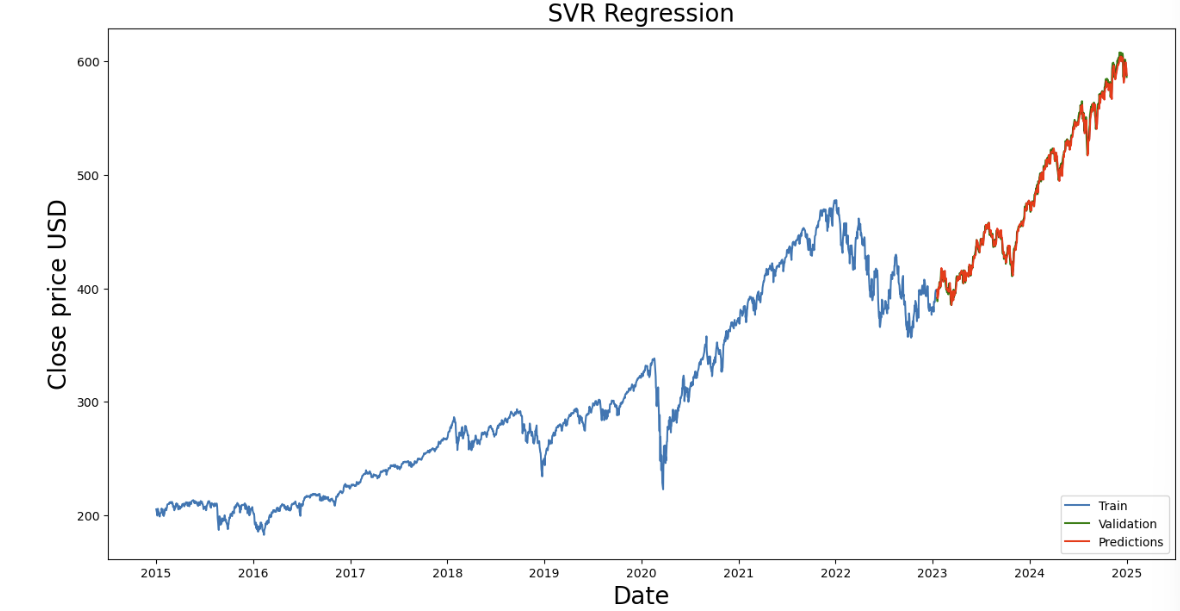 SVR Regression
Close price USD
600
500
400
300
200
2015 2016 2017 2018 2019 2020 2021 2022 2023 2024 2025
Date
Train
Validation
Predictions